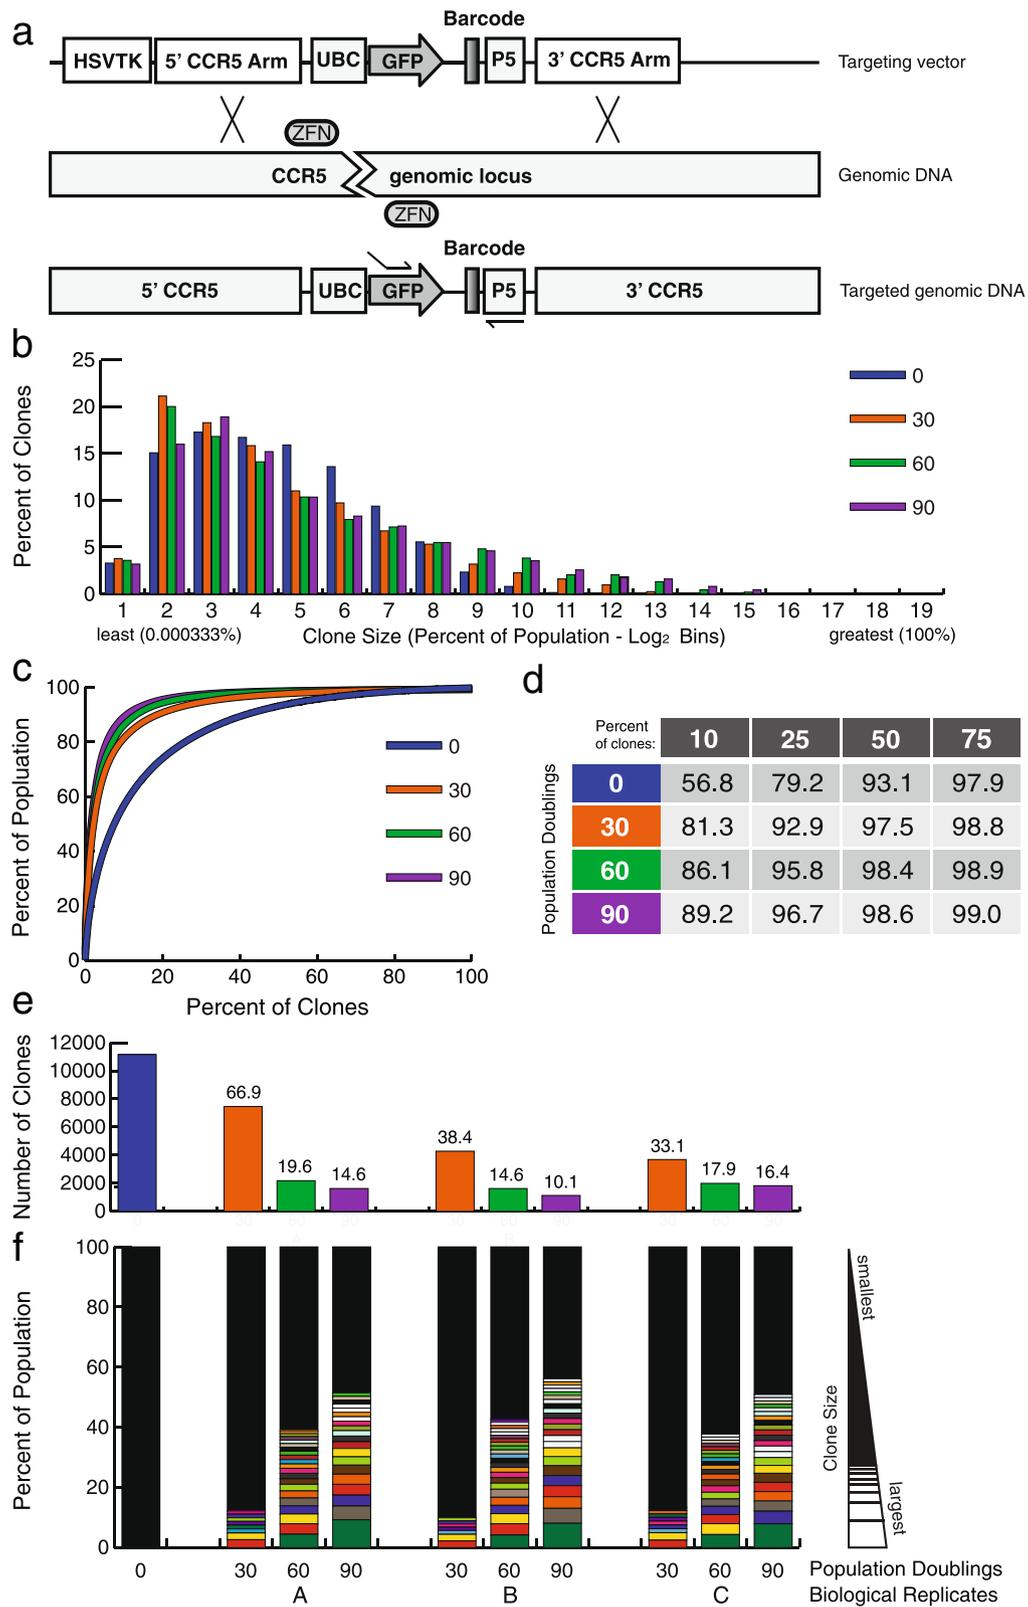 a
Barcode
HSVTK 5’ CCR5 Arm UBC GFP P5 3’ CCR5 Arm Targeting vector
ZFN
CCR5 genomic locus Genomic DNA
ZFN
Barcode
5’ CCR5 UBC GFP P5 3’ CCR5 Targeted genomic DNA
b
Percent of Clones
25
20
15
10
5
0
0
30
60
90
1 2 3 4 5 6 7 8 9 10 11 12 13 14 15 16 17 18 19
least (0.000333%) Clone Size (Percent of Population - Log2 Bins) greatest (100%)
c
Percent of Popluation
100
80
60
40
20
0
0
30
60
90
0 20 40 60 80 100
Percent of Clones
d
Percent
of clones: 10 25 50 75
Population Doublings
0 56.8 79.2 93.1 97.9
30 81.3 92.9 97.5 98.8
60 86.1 95.8 98.4 98.9
90 89.2 96.7 98.6 99.0
e
Number of Clones
12000
10000
8000
6000
4000
2000
0
66.9 19.6 14.6 38.4 14.6 10.1 33.1 17.9 16.4
0 30 60 90 30 60 90 30 60 90
A B
f
Percent of Population
100
80
60
40
20
0
smallest
Clone Size
largest
0 30 60 90 30 60 90 30 60 90 Population Doublings
A B C Biological Replicates